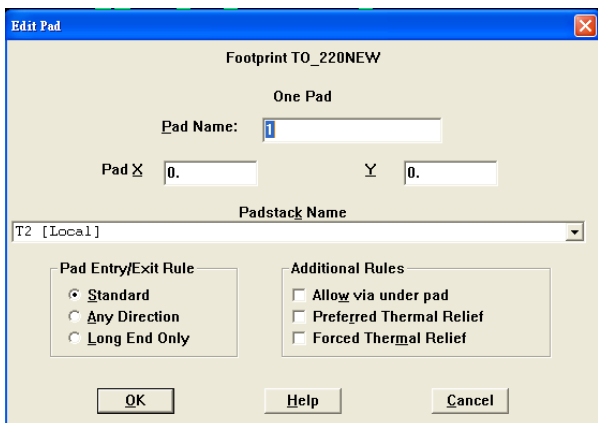 Edit Pad
Footprint TO_220NEW
One Pad
Pad Name: 1
Pad X 0. Y 0.
Padstack Name
T2 [Local]
Pad Entry/Exit Rule Additional Rules
Standard Allow via under pad
Any Direction Preferred Thermal Relief
Long End Only Forced Thermal Relief
OK Help Cancel